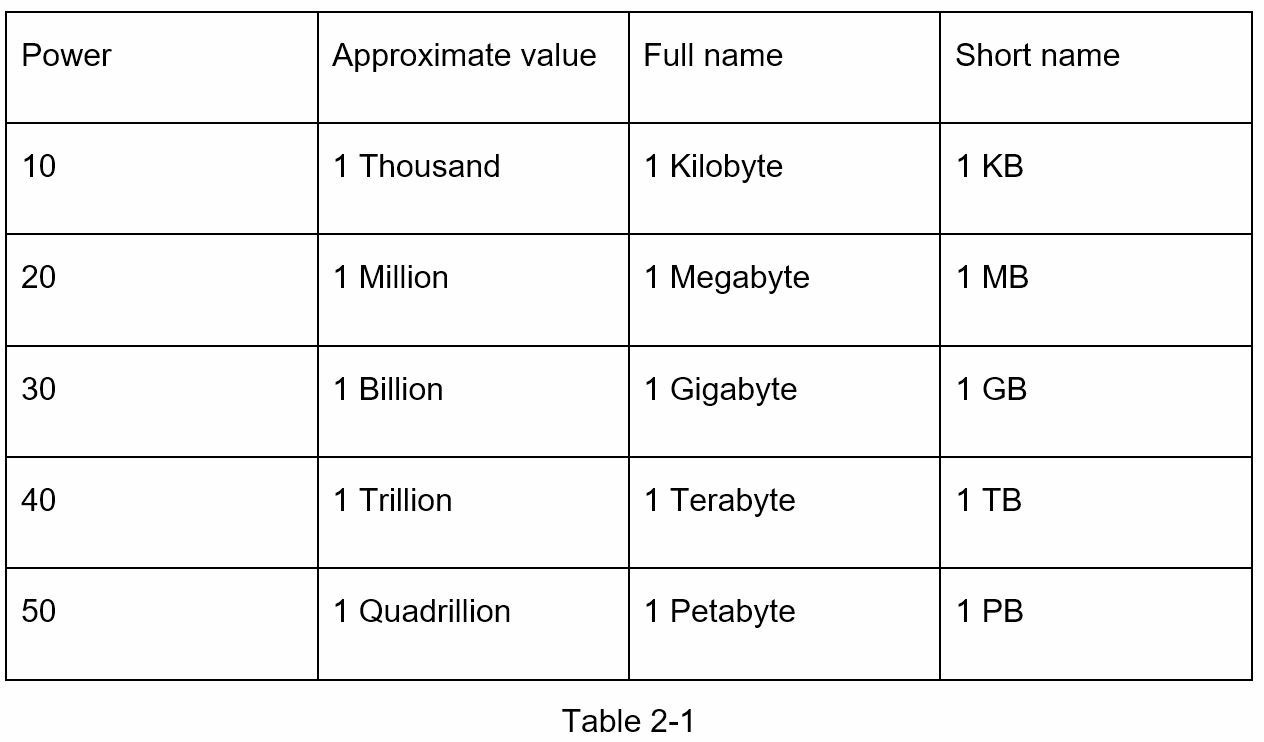 Power Approximate value Full name Short name
10 1 Thousand 1 Kilobyte 1 KB
20 1 Million 1 Megabyte 1 MB
30 1 Billion 1 Gigabyte 1 GB
40 1 Trillion 1 Terabyte 1 TB
50 1 Quadrillion 1 Petabyte 1 PB
Table 2-1